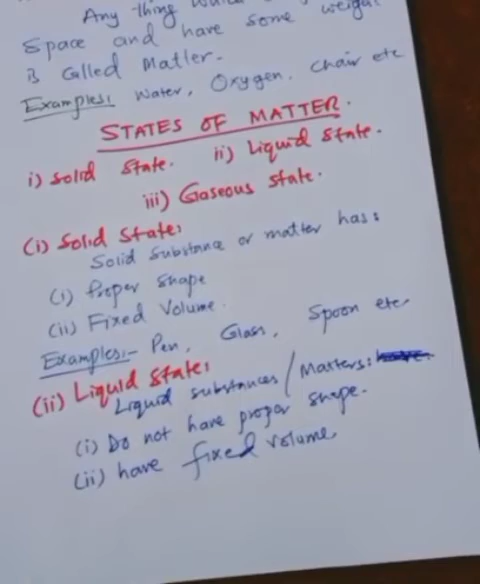 Any thing
Space and have some weight
is Called Matter.
Examples: Water, Oxygen, Chair etc
STATES OF MATTER.
i) Solid State. ii) Liquid State.
iii) Gaseous State.
(i) Solid State:
Solid Substance or matter has:
(i) Proper Shape
(ii) Fixed Volume.
Examples:- Pen, Glass, Spoon etc
(ii) Liquid State:
Liquid substances / Matters:
(i) Do not have proper shape.
(ii) have fixed volume